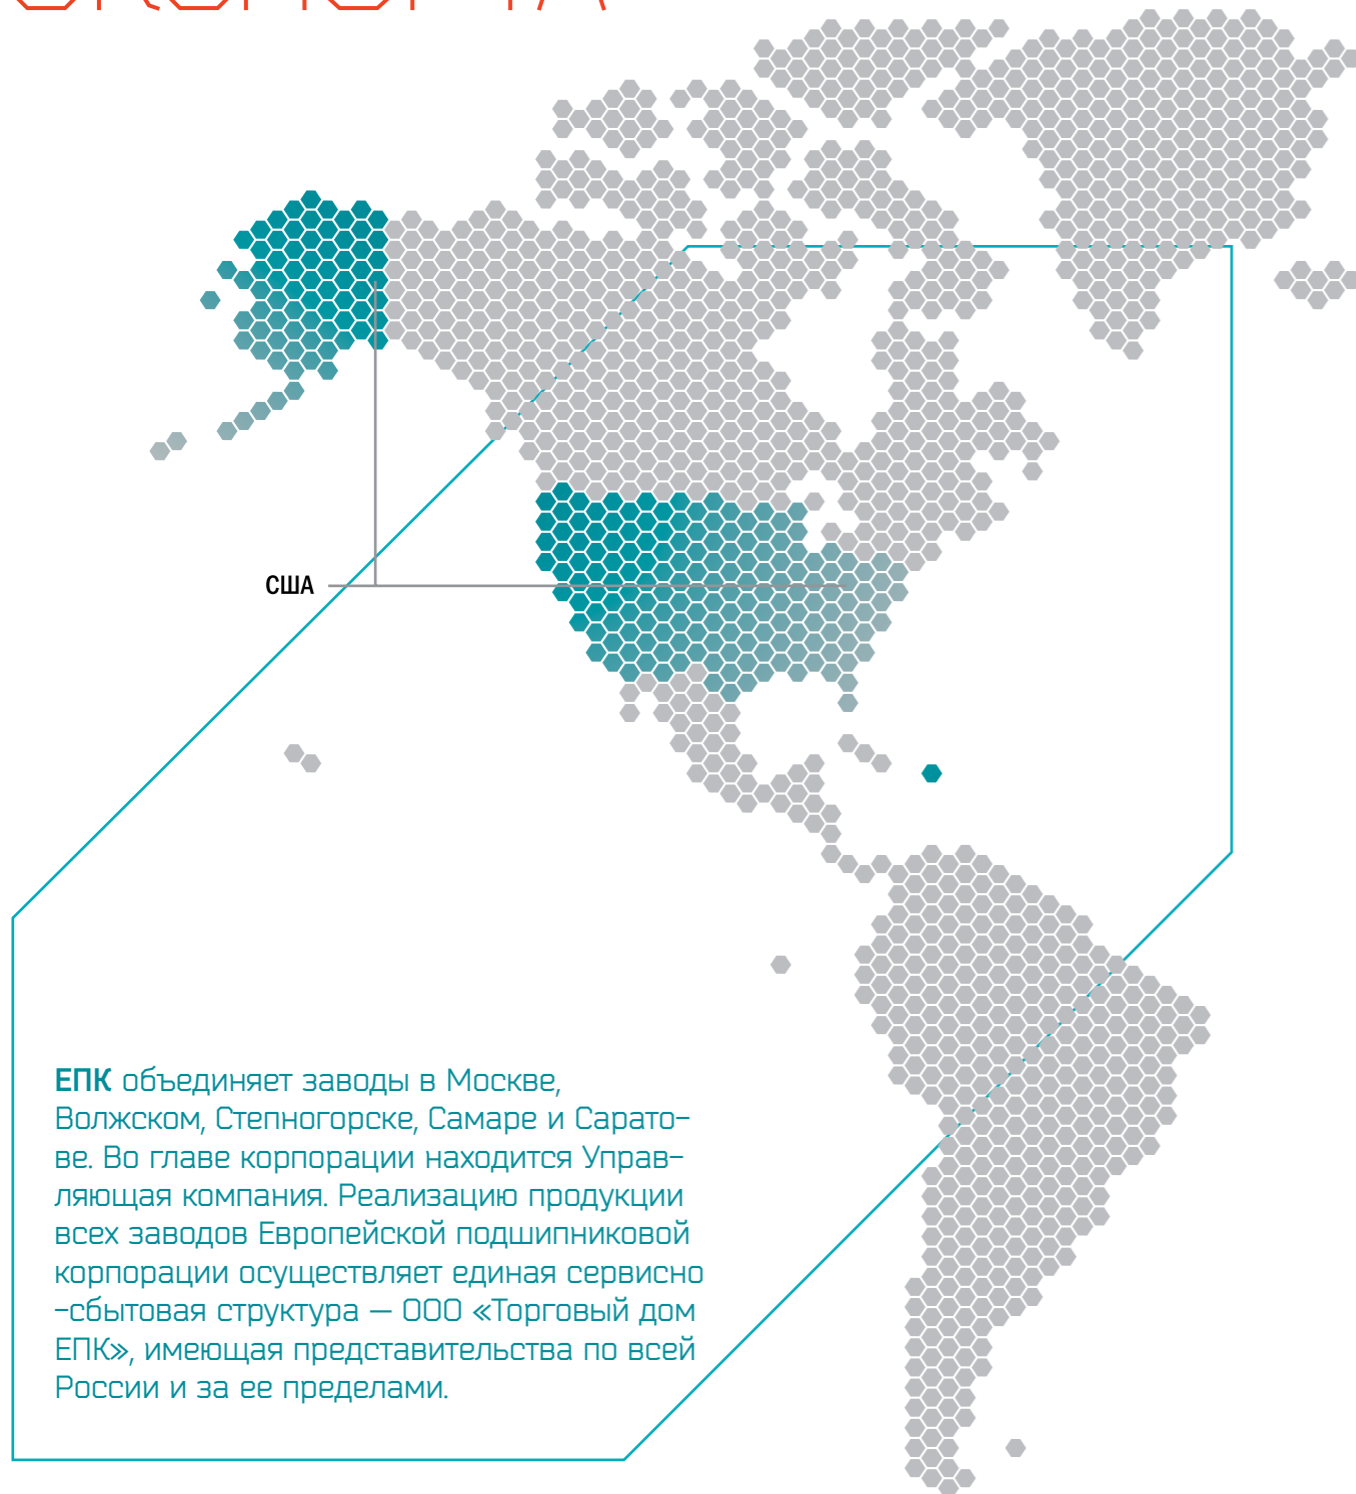 США
ЕПК объединяет заводы в Москве,
Волжском, Степногорске, Самаре и Сарато-
ве. Во главе корпорации находится Управ-
ляющая компания. Реализацию продукции
всех заводов Европейской подшипниковой
корпорации осуществляет единая сервисно
-сбытовая структура — ООО «Торговый дом
ЕПК», имеющая представительства по всей
России и за ее пределами.